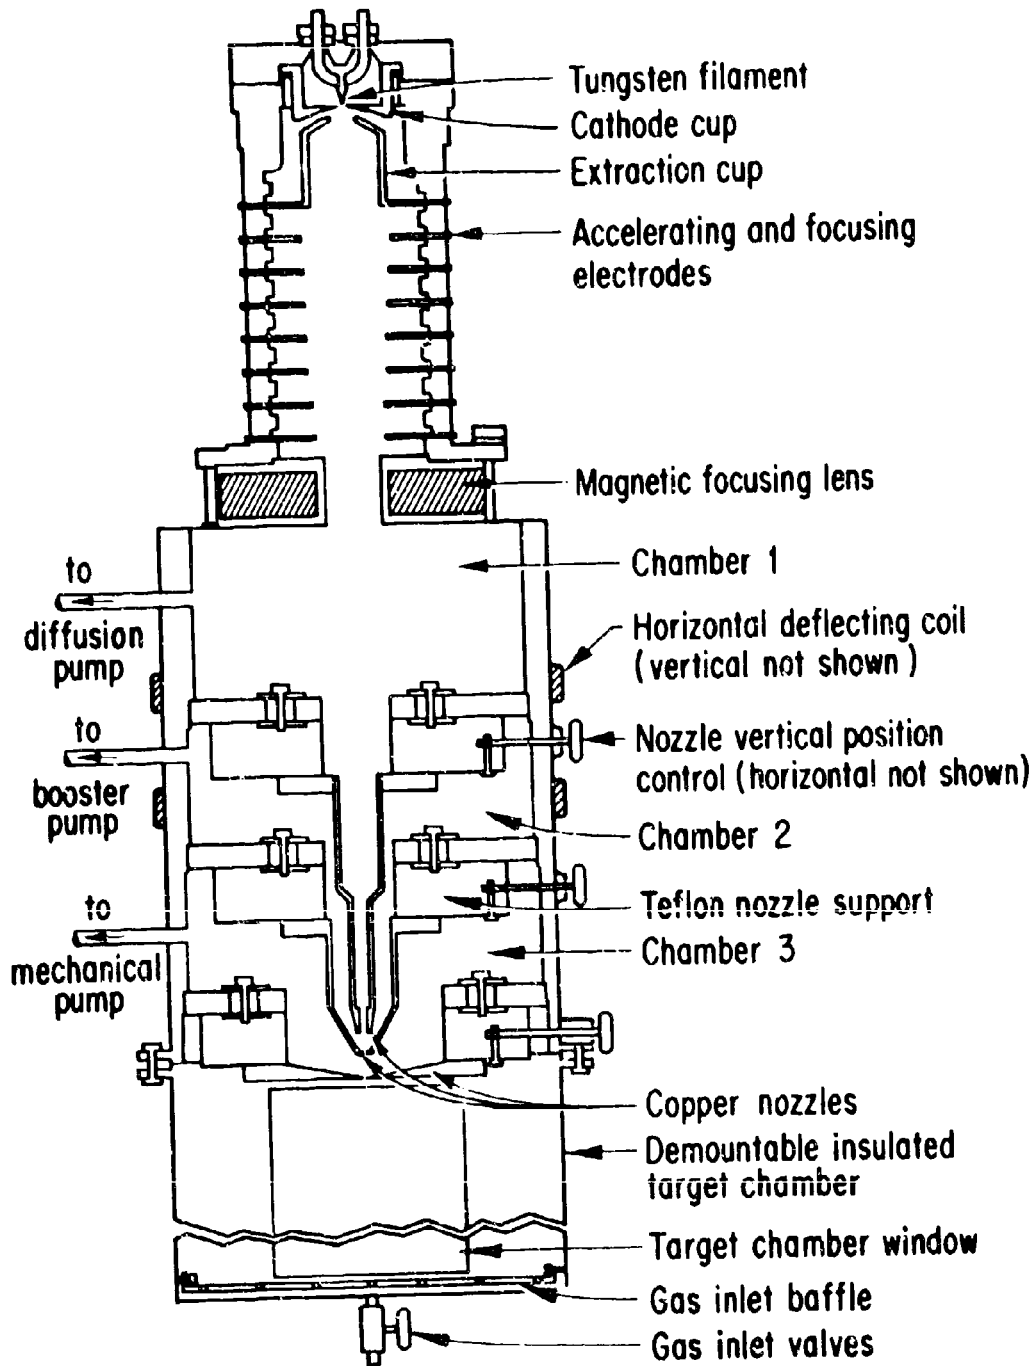 Tungsten filament
Cathode cup
Extraction cup
Accelerating and focusing
electrodes
Magnetic focusing lens
Chamber 1
to
diffusion
pump
Horizontal deflecting coil
(vertical not shown)
to
booster
pump
Nozzle vertical position
control (horizontal not shown)
Chamber 2
Teflon nozzle support
to
mechanical
pump
Chamber 3
Copper nozzles
Demountable insulated
target chamber
Target chamber window
Gas inlet baffle
Gas inlet valves